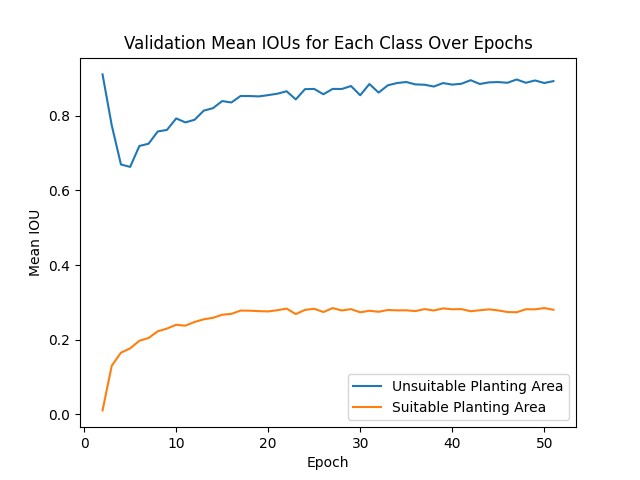 Validation Mean IOUs for Each Class Over Epochs
Mean IOU
0.8
0.6
0.4
0.2
0.0
0 10 20 30 40 50
Epoch
Unsuitable Planting Area
Suitable Planting Area